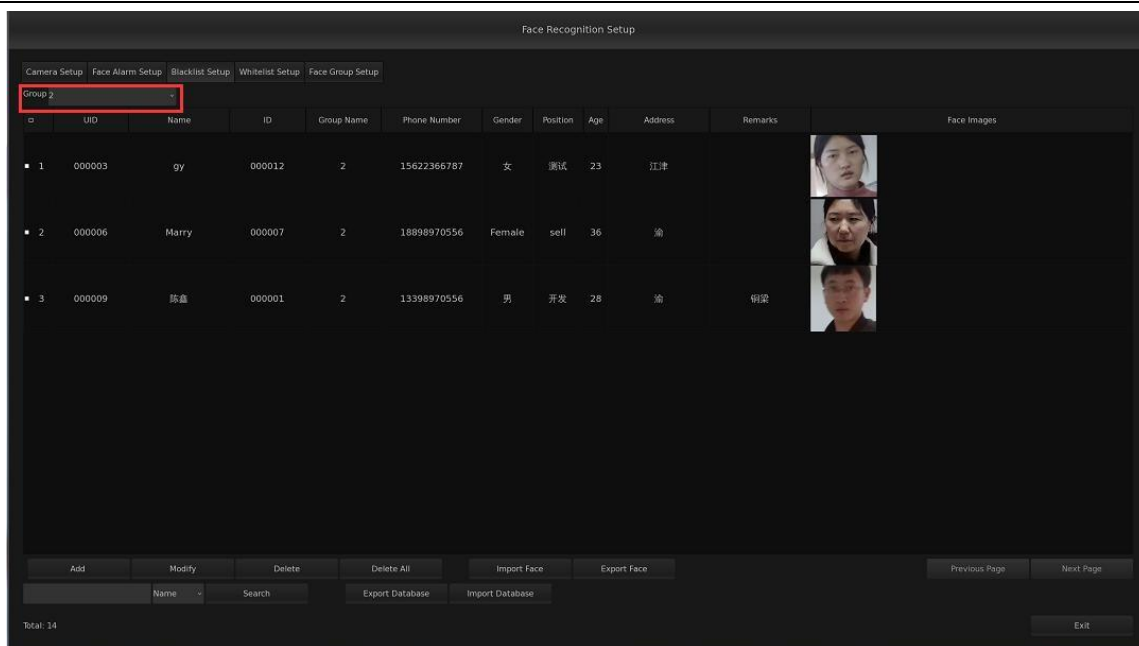 Face Recognition Setup
Camera Setup Face Alarm Setup Blacklist Setup Whitelist Setup Face Group Setup
Group 2
UID Name ID Group Name Phone Number Gender Position Age Address Remarks Face Images
1 000003 gy 000012 2 15622366787 女 测试 23 江津
2 000006 Marry 000007 2 18898970556 Female sell 36 渝
3 000009 陈鑫 000001 2 13398970556 男 开发 28 渝 铜梁
Add Modify Delete Delete All Import Face Export Face Previous Page Next Page
Name Search Export Database Import Database
Total: 14 Exit